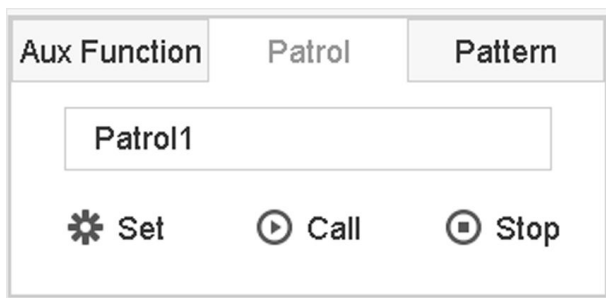 Aux Function Patrol Pattern
Patrol1
Set Call Stop